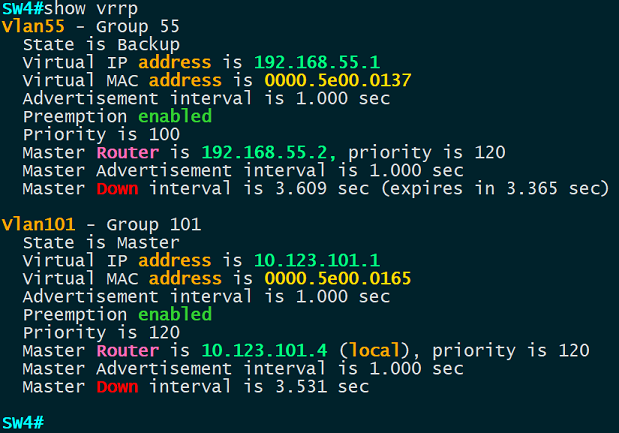 SW4#show vrrp
Vlan55 - Group 55
  State is Backup
  Virtual IP address is 192.168.55.1
  Virtual MAC address is 0000.5e00.0137
  Advertisement interval is 1.000 sec
  Preemption enabled
  Priority is 100
  Master Router is 192.168.55.2, priority is 120
  Master Advertisement interval is 1.000 sec
  Master Down interval is 3.609 sec (expires in 3.365 sec)

Vlan101 - Group 101
  State is Master
  Virtual IP address is 10.123.101.1
  Virtual MAC address is 0000.5e00.0165
  Advertisement interval is 1.000 sec
  Preemption enabled
  Priority is 120
  Master Router is 10.123.101.4 (local), priority is 120
  Master Advertisement interval is 1.000 sec
  Master Down interval is 3.531 sec

SW4#